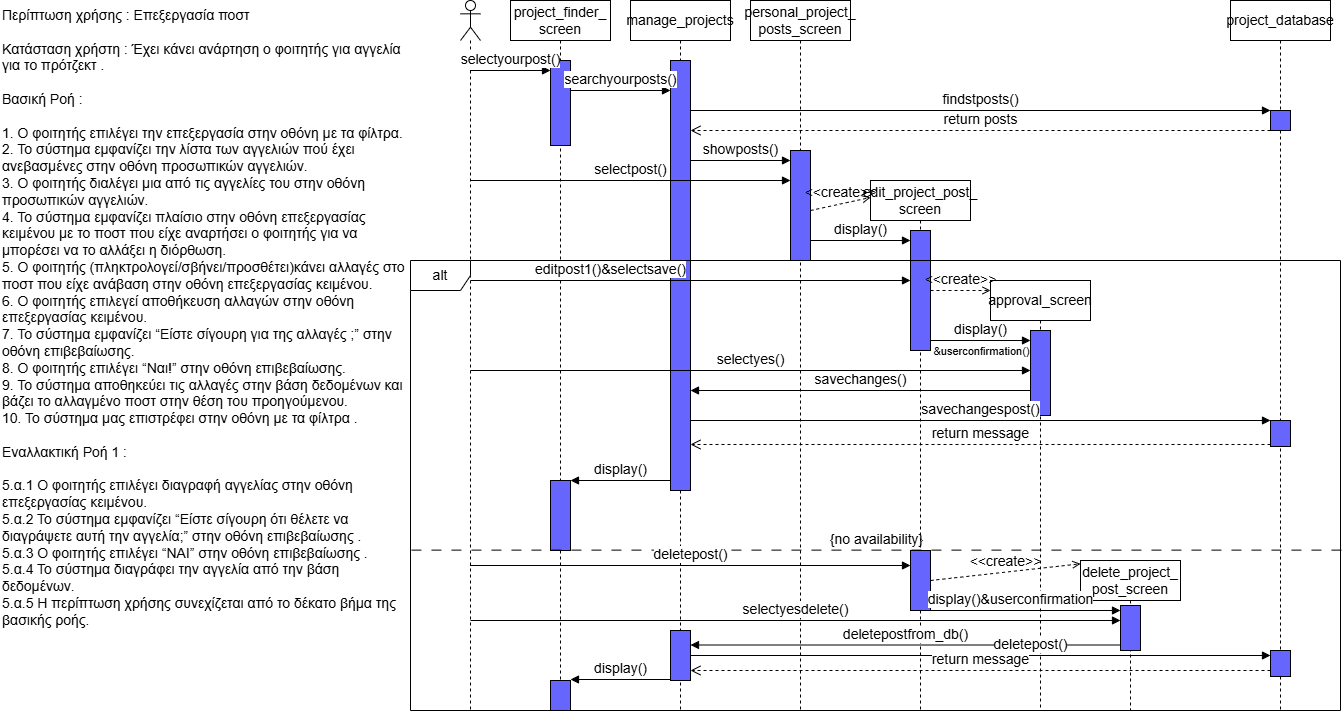 Περίπτωση χρήσης : Επεξεργασία ποστ
Κατάσταση χρήστη : Έχει κάνει ανάρτηση ο φοιτητής για αγγελία
για το πρότζεκτ .
Βασική Ροή :
1. Ο φοιτητής επιλέγει την επεξεργασία στην οθόνη με τα φίλτρα.
2. Το σύστημα εμφανίζει την λίστα των αγγελιών πού έχει
ανεβασμένες στην οθόνη προσωπικών αγγελιών.
3. Ο φοιτητής διαλέγει μια από τις αγγελίες του στην οθόνη
προσωπικών αγγελιών.
4. Το σύστημα εμφανίζει πλαίσιο στην οθόνη επεξεργασίας
κειμένου με το ποστ που είχε αναρτήσει ο φοιτητής για να
μπορέσει να το αλλάξει η διόρθωση.
5. Ο φοιτητής (πληκτρολογεί/σβήνει/προσθέτει)κάνει αλλαγές στο
ποστ που είχε ανάβαση στην οθόνη επεξεργασίας κειμένου.
6. Ο φοιτητής επιλεγεί αποθήκευση αλλαγών στην οθόνη
επεξεργασίας κειμένου.
7. Το σύστημα εμφανίζει “Είστε σίγουρη για της αλλαγές ;” στην
οθόνη επιβεβαίωσης.
8. Ο φοιτητής επιλέγει “Ναι!” στην οθόνη επιβεβαίωσης.
9. Το σύστημα αποθηκεύει τις αλλαγές στην βάση δεδομένων και
βάζει το αλλαγμένο ποστ στην θέση του προηγούμενου.
10. Το σύστημα μας επιστρέφει στην οθόνη με τα φίλτρα .
Εναλλακτική Ροή 1 :
5.α.1 Ο φοιτητής επιλέγει διαγραφή αγγελίας στην οθόνη
επεξεργασίας κειμένου.
5.α.2 Το σύστημα εμφανίζει “Είστε σίγουρη ότι θέλετε να
διαγράψετε αυτή την αγγελία;” στην οθόνη επιβεβαίωσης .
5.α.3 Ο φοιτητής επιλέγει “ΝΑΙ” στην οθόνη επιβεβαίωσης .
5.α.4 Το σύστημα διαγράφει την αγγελία από την βάση
δεδομένων.
5.α.5 Η περίπτωση χρήσης συνεχίζεται από το δέκατο βήμα της
βασικής ροής.
project_finder_
screen
manage_projects
personal_project_
posts_screen
project_database
selectyourpost()
searchyourposts()
findstposts()
return posts
showposts()
selectpost()
<<create>>
edit_project_post_
screen
display()
alt
editpost1()&selectsave()
<<create>>
approval_screen
display()
&userconfirmation()
selectyes()
savechanges()
savechangespost()
return message
display()
{no availability}
deletepost()
<<create>>
delete_project_
post_screen
display()&userconfirmation
selectyesdelete()
deletepostfrom_db()
deletepost()
return message
display()